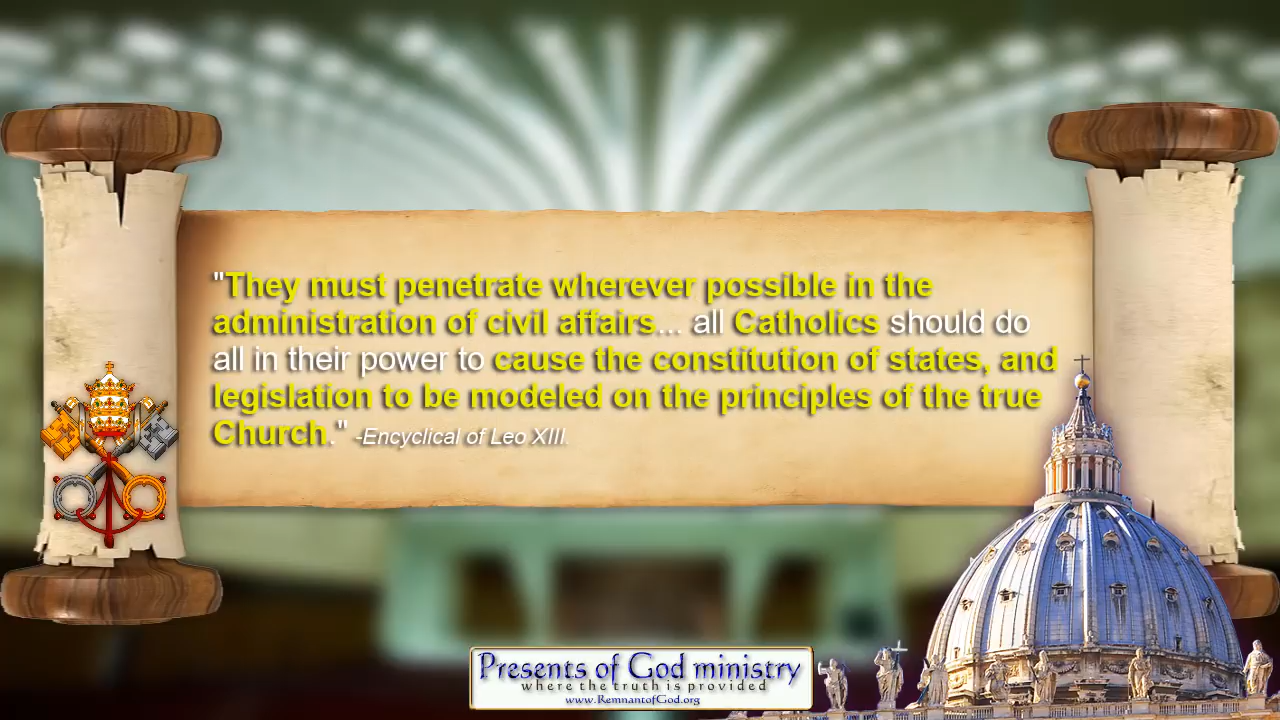 "They must penetrate wherever possible in the
administration of civil affairs... all Catholics should do
all in their power to cause the constitution of states, and
legislation to be modeled on the principles of the true
Church." -Encyclical of Leo XIII.
Presents of God ministry
where the truth is provided
www.RemnantofGod.org